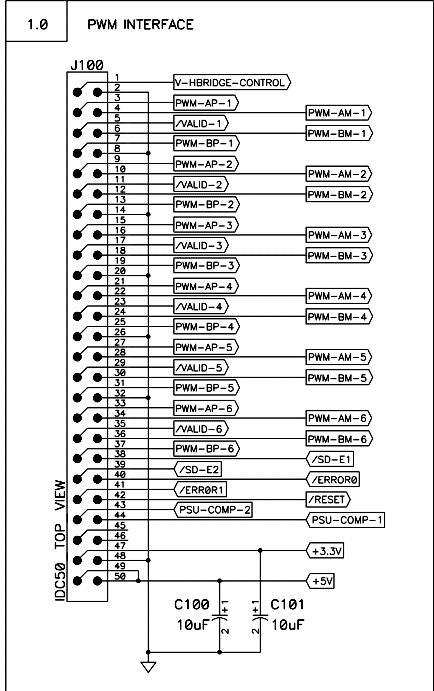 1.0 PWM INTERFACE
J100
1
V-HBRIDGE-CONTROL
2
3
PWM-AP-1
4
PWM-AM-1
5
/VALID-1
6
PWM-BM-1
7
PWM-BP-1
8
9
PWM-AP-2
10
PWM-AM-2
11
/VALID-2
12
PWM-BM-2
13
PWM-BP-2
14
15
PWM-AP-3
16
PWM-AM-3
17
/VALID-3
18
PWM-BM-3
19
PWM-BP-3
20
21
PWM-AP-4
22
PWM-AM-4
23
/VALID-4
24
PWM-BM-4
25
PWM-BP-4
26
27
PWM-AP-5
28
PWM-AM-5
29
/VALID-5
30
PWM-BM-5
31
PWM-BP-5
32
33
PWM-AP-6
34
PWM-AM-6
35
/VALID-6
36
PWM-BM-6
37
PWM-BP-6
38
/SD-E1
39
/SD-E2
40
/ERROR0
41
/ERROR1
42
/RESET
43
PSU-COMP-2
44
PSU-COMP-1
45
46
47
+3.3V
48
49
50
+5V
IDC50 TOP VIEW
C100
10uF
1
+
2
C101
10uF
1
+
2